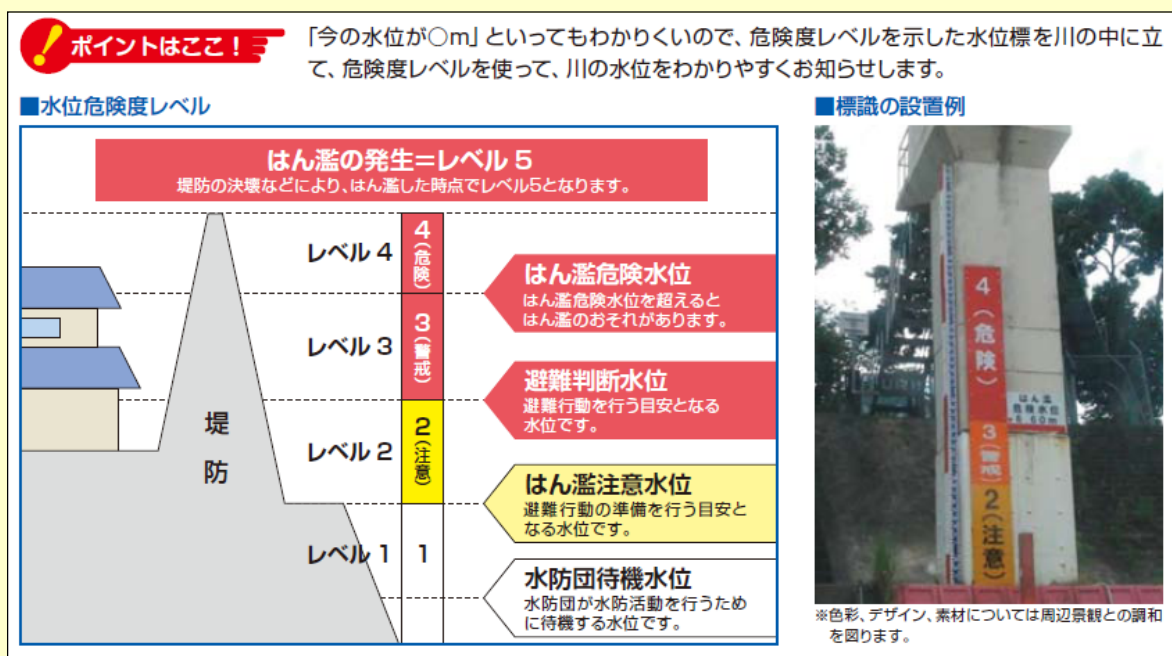 ポイントはここ！
「今の水位が○m」といってもわかりくいので、危険度レベルを示した水位標を川の中に立
て、危険度レベルを使って、川の水位をわかりやすくお知らせします。
■水位危険度レベル
はん濫の発生＝レベル 5
堤防の決壊などにより、はん濫した時点でレベル5となります。
レベル 4
4(危険)
はん濫危険水位
はん濫危険水位を超えると
はん濫のおそれがあります。
レベル 3
3(警戒)
避難判断水位
避難行動を行う目安となる
水位です。
堤防
レベル 2
2(注意)
はん濫注意水位
避難行動の準備を行う目安と
なる水位です。
レベル 1
1
水防団待機水位
水防団が水防活動を行うため
に待機する水位です。
■標識の設置例
4(危険)
はん濫
危険水位
6.60m
3(警戒)
2(注意)
※色彩、デザイン、素材については周辺景観との調和
を図ります。